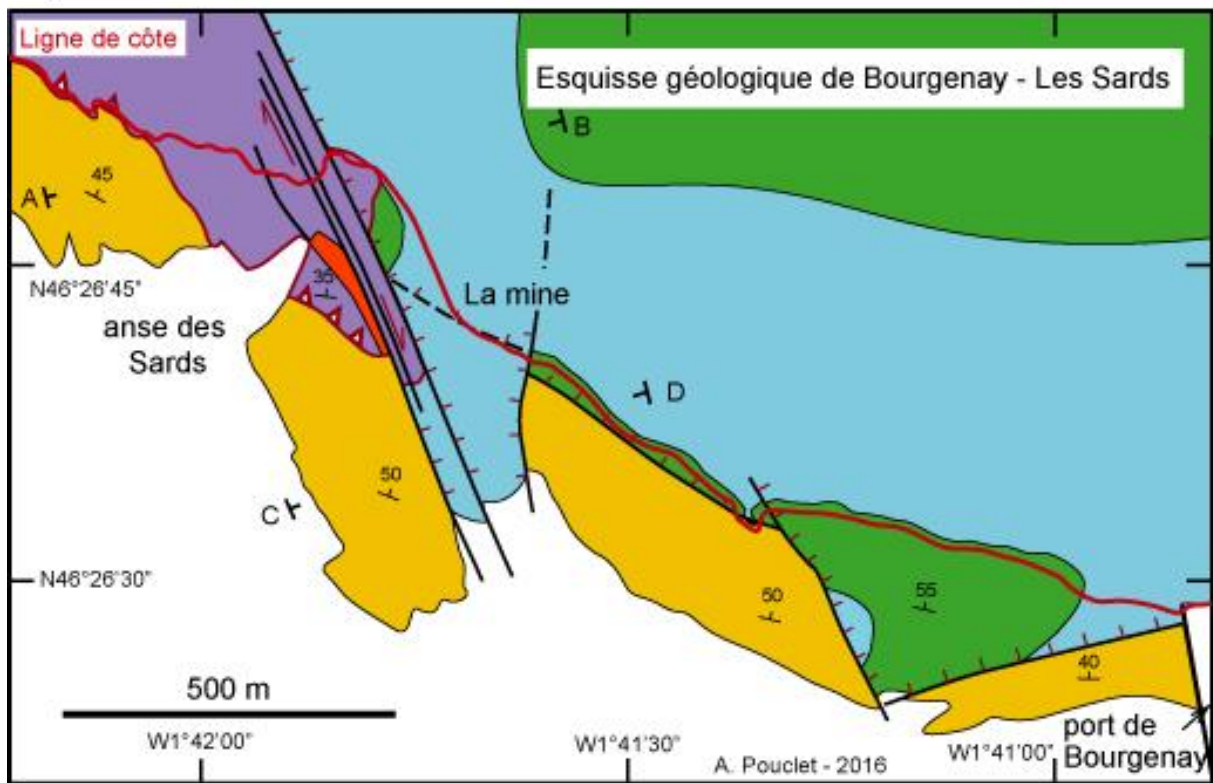 Ligne de côte
Esquisse géologique de Bourgenay - Les Sards
B
45
A
N46°26'45"
35
La mine
anse des
Sards
D
50
C
N46°26'30"
50
55
500 m
40
port de
Bourgenay
W1°42'00"
W1°41'30"
W1°41'00"
A. Pouclet - 2016